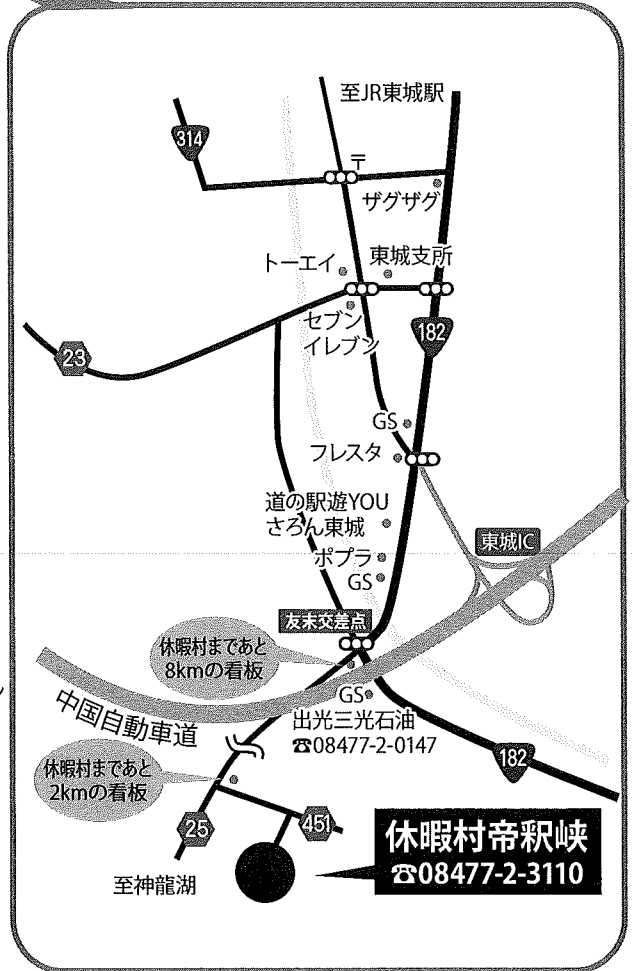 至JR東城駅
314
〒
ザグザグ
トーエイ
東城支所
セブン
イレブン
182
23
GS
フレスタ
道の駅遊YOU
さろん東城
東城IC
ポプラ
GS
友末交差点
休暇村まであと
8kmの看板
GS
出光三光石油
☎08477-2-0147
中国自動車道
182
休暇村まであと
2kmの看板
25
451
休暇村帝釈峡
☎08477-2-3110
至神龍湖